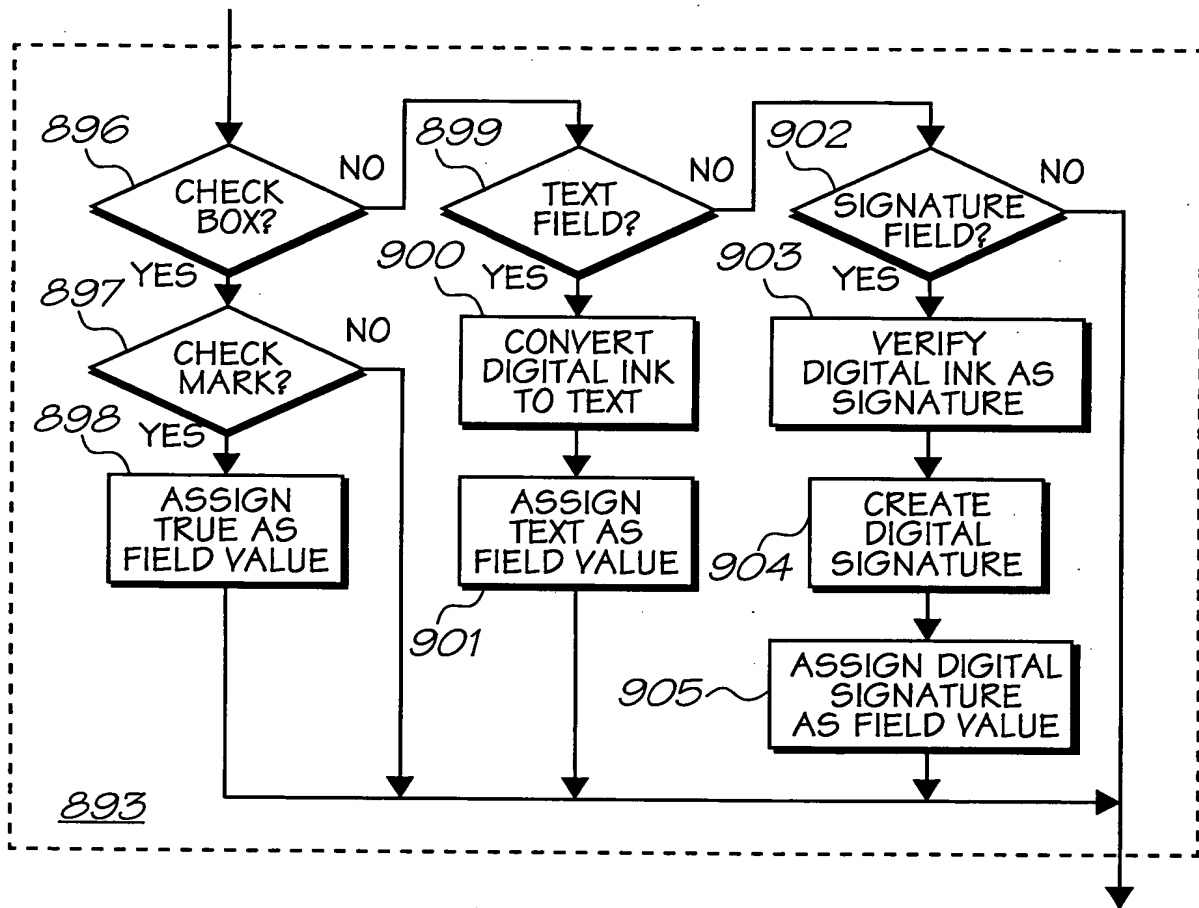 896
CHECK
BOX?
NO
YES
897
CHECK
MARK?
NO
YES
898
ASSIGN
TRUE AS
FIELD VALUE
899
TEXT
FIELD?
NO
YES
900
CONVERT
DIGITAL INK
TO TEXT
ASSIGN
TEXT AS
FIELD VALUE
901
902
SIGNATURE
FIELD?
NO
YES
903
VERIFY
DIGITAL INK AS
SIGNATURE
CREATE
DIGITAL
SIGNATURE
904
ASSIGN DIGITAL
SIGNATURE
AS FIELD VALUE
905
893